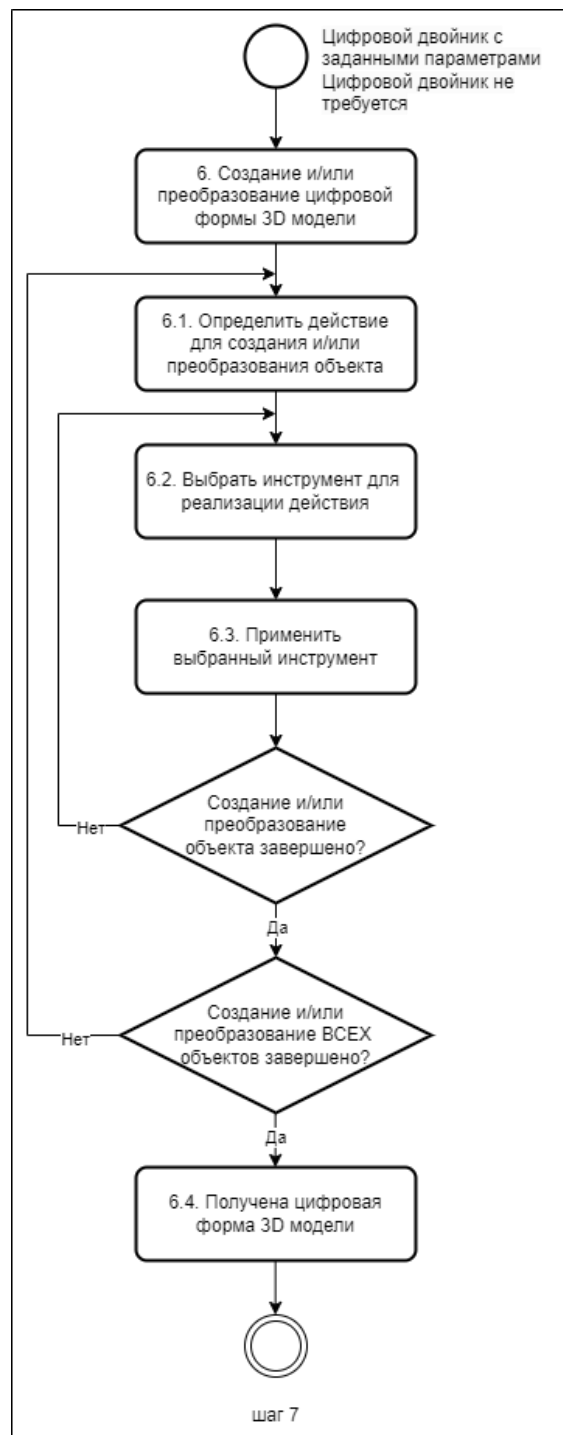 Цифровой двойник с
заданными параметрами
Цифровой двойник не
требуется
6. Создание и/или
преобразование цифровой
формы 3D модели
6.1. Определить действие
для создания и/или
преобразования объекта
6.2. Выбрать инструмент для
реализации действия
6.3. Применить
выбранный инструмент
Создание и/или
преобразование
объекта завершено?
Нет
Да
Создание и/или
преобразование ВСЕХ
объектов завершено?
Нет
Да
6.4. Получена цифровая
форма 3D модели
шаг 7